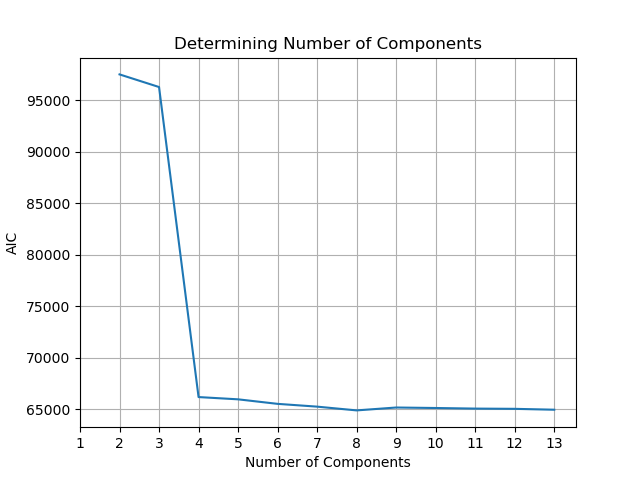 Determining Number of Components
AIC
95000
90000
85000
80000
75000
70000
65000
1 2 3 4 5 6 7 8 9 10 11 12 13
Number of Components